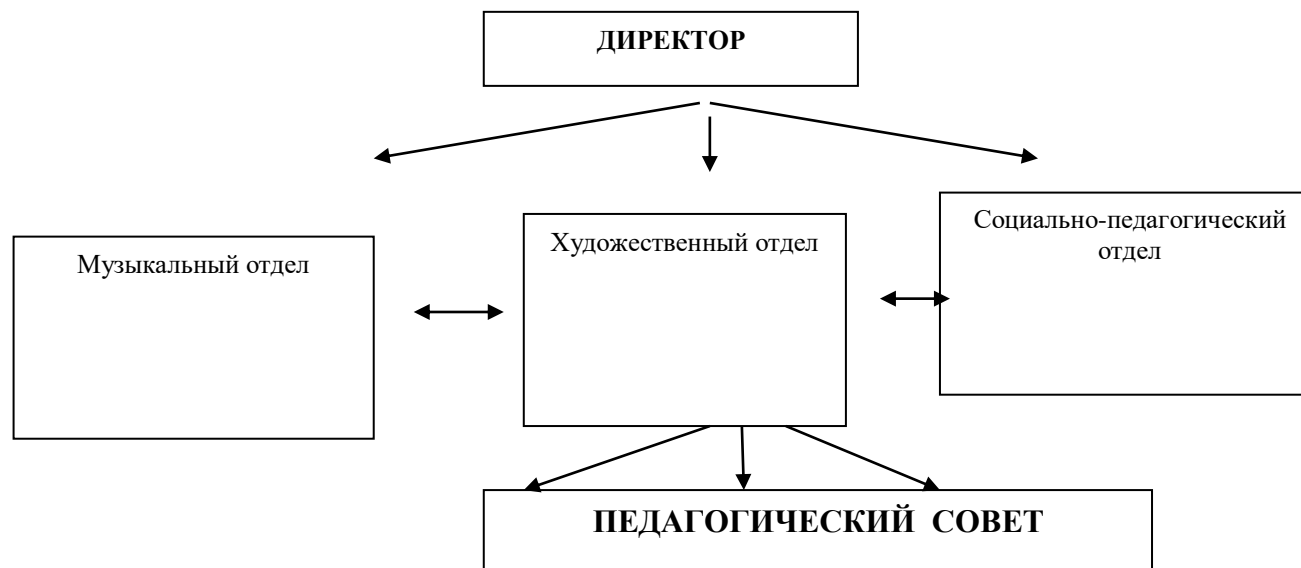 ДИРЕКТОР
Музыкальный отдел
Художественный отдел
Социально-педагогический
отдел
ПЕДАГОГИЧЕСКИЙ СОВЕТ